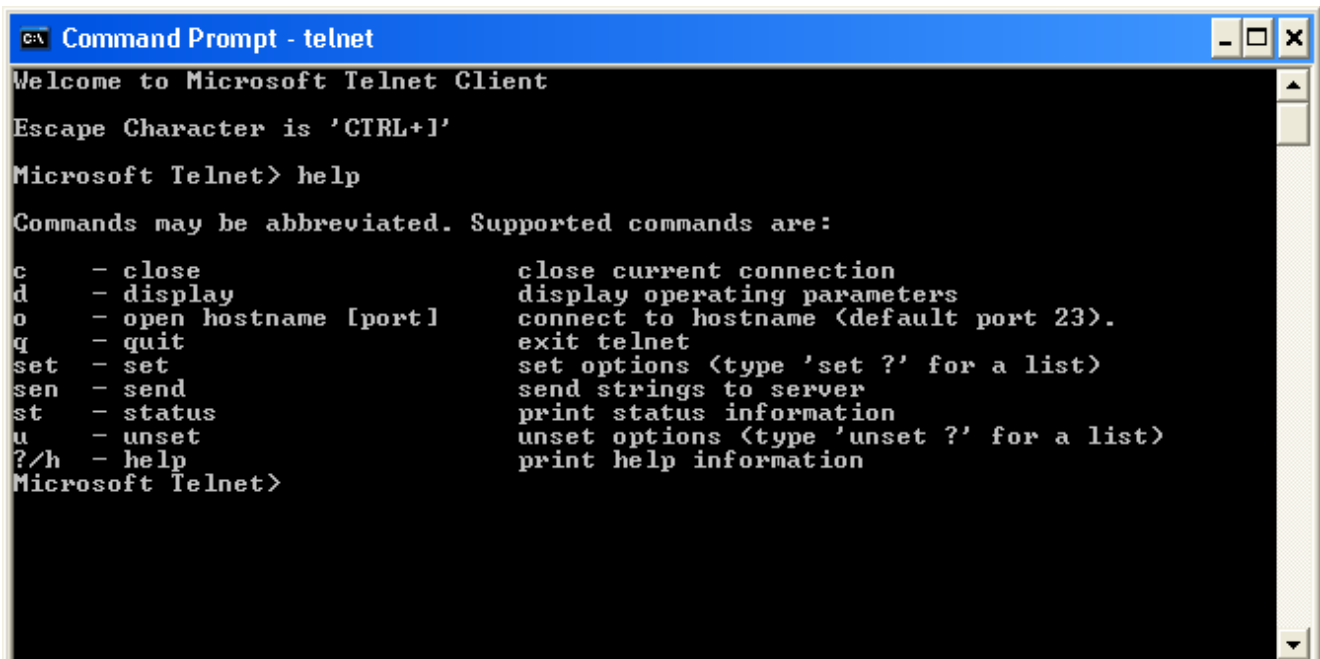 Command Prompt - telnet
Welcome to Microsoft Telnet Client
Escape Character is 'CTRL+]'
Microsoft Telnet> help
Commands may be abbreviated. Supported commands are:
c    - close                  close current connection
d    - display                display operating parameters
o    - open hostname [port]   connect to hostname (default port 23).
q    - quit                   exit telnet
set  - set                    set options (type 'set ?' for a list)
sen  - send                   send strings to server
st   - status                 print status information
u    - unset                  unset options (type 'unset ?' for a list)
?/h  - help                   print help information
Microsoft Telnet>